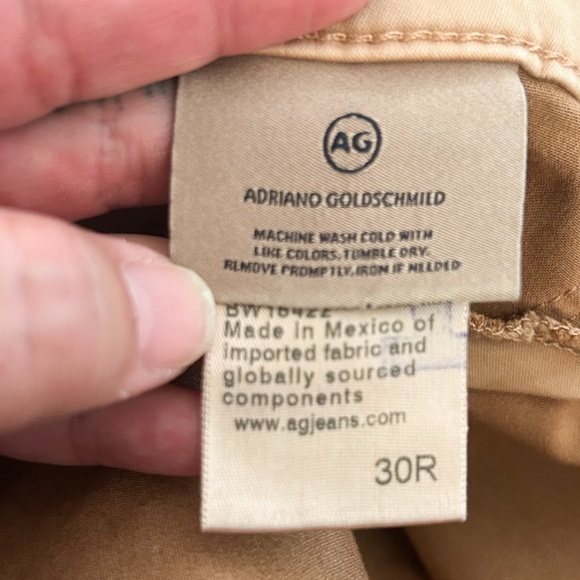 AG
ADRIANO GOLDSCHMIED
MACHINE WASH COLD WITH
LIKE COLORS. TUMBLE DRY.
REMOVE PROMPTLY. IRON IF NEEDED
Made in Mexico of
imported fabric and
globally sourced
components
www.agjeans.com
30R